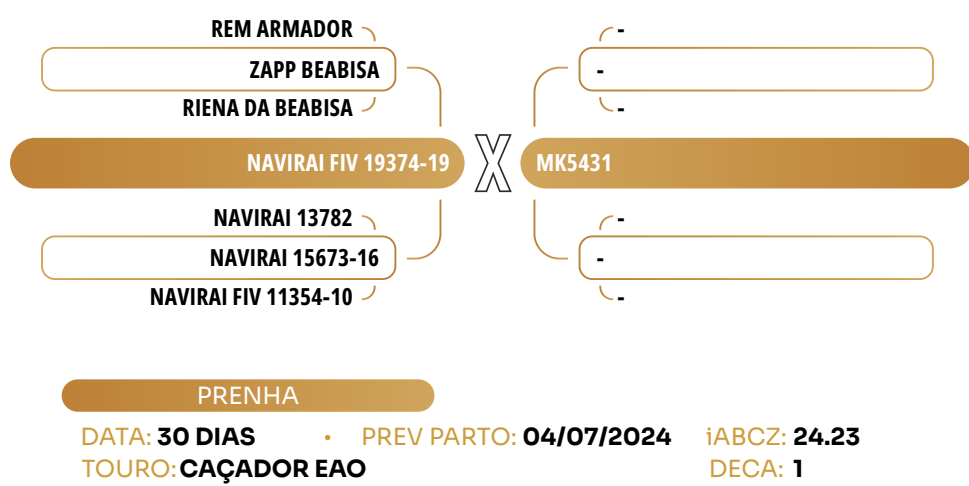 REM ARMADOR -
ZAPP BEABISA -
RIENA DA BEABISA -
NAVIRAI FIV 19374-19 X MK5431
NAVIRAI 13782 -
NAVIRAI 15673-16 -
NAVIRAI FIV 11354-10 -
PRENHA
DATA: 30 DIAS • PREV PARTO: 04/07/2024 iABCZ: 24.23
TOURO: CAÇADOR EAO DECA: 1